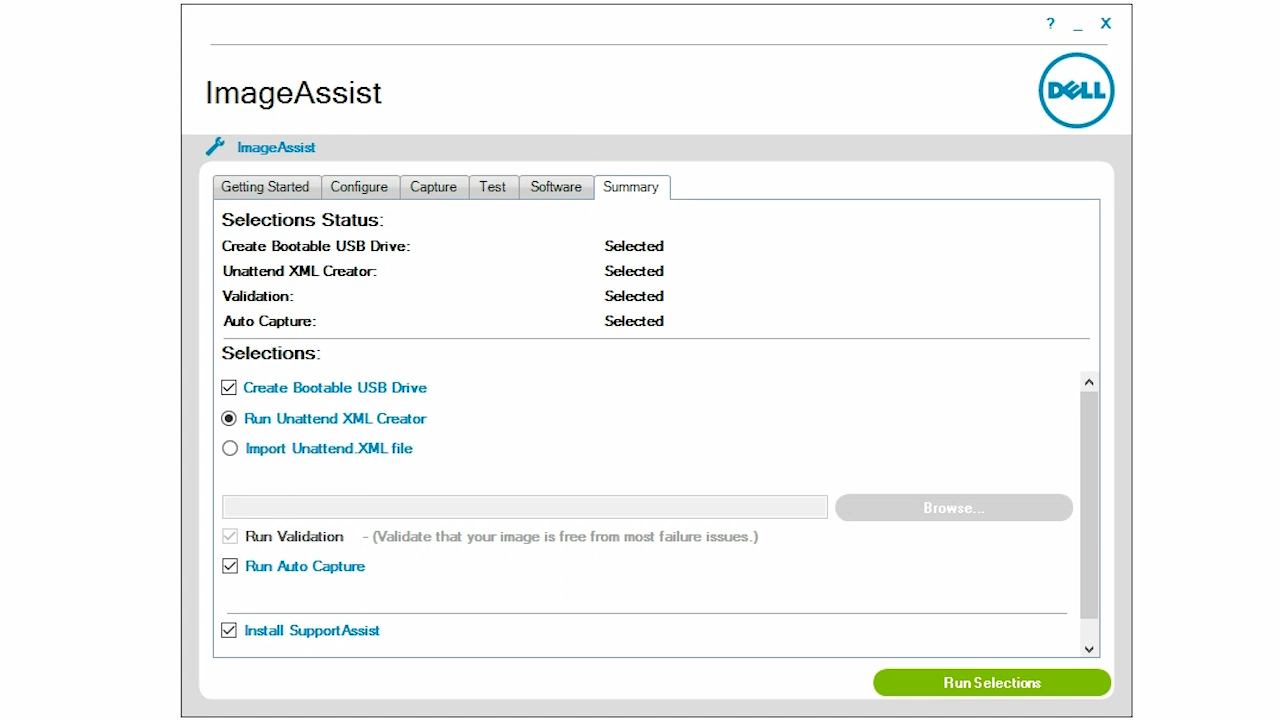 ? _ X
ImageAssist
DELL
ImageAssist
Getting Started Configure Capture Test Software Summary
Selections Status:
Create Bootable USB Drive: Selected
Unattend XML Creator: Selected
Validation: Selected
Auto Capture: Selected
Selections:
Create Bootable USB Drive
Run Unattend XML Creator
Import Unattend.XML file
Browse...
Run Validation - (Validate that your image is free from most failure issues.)
Run Auto Capture
Install SupportAssist
Run Selections